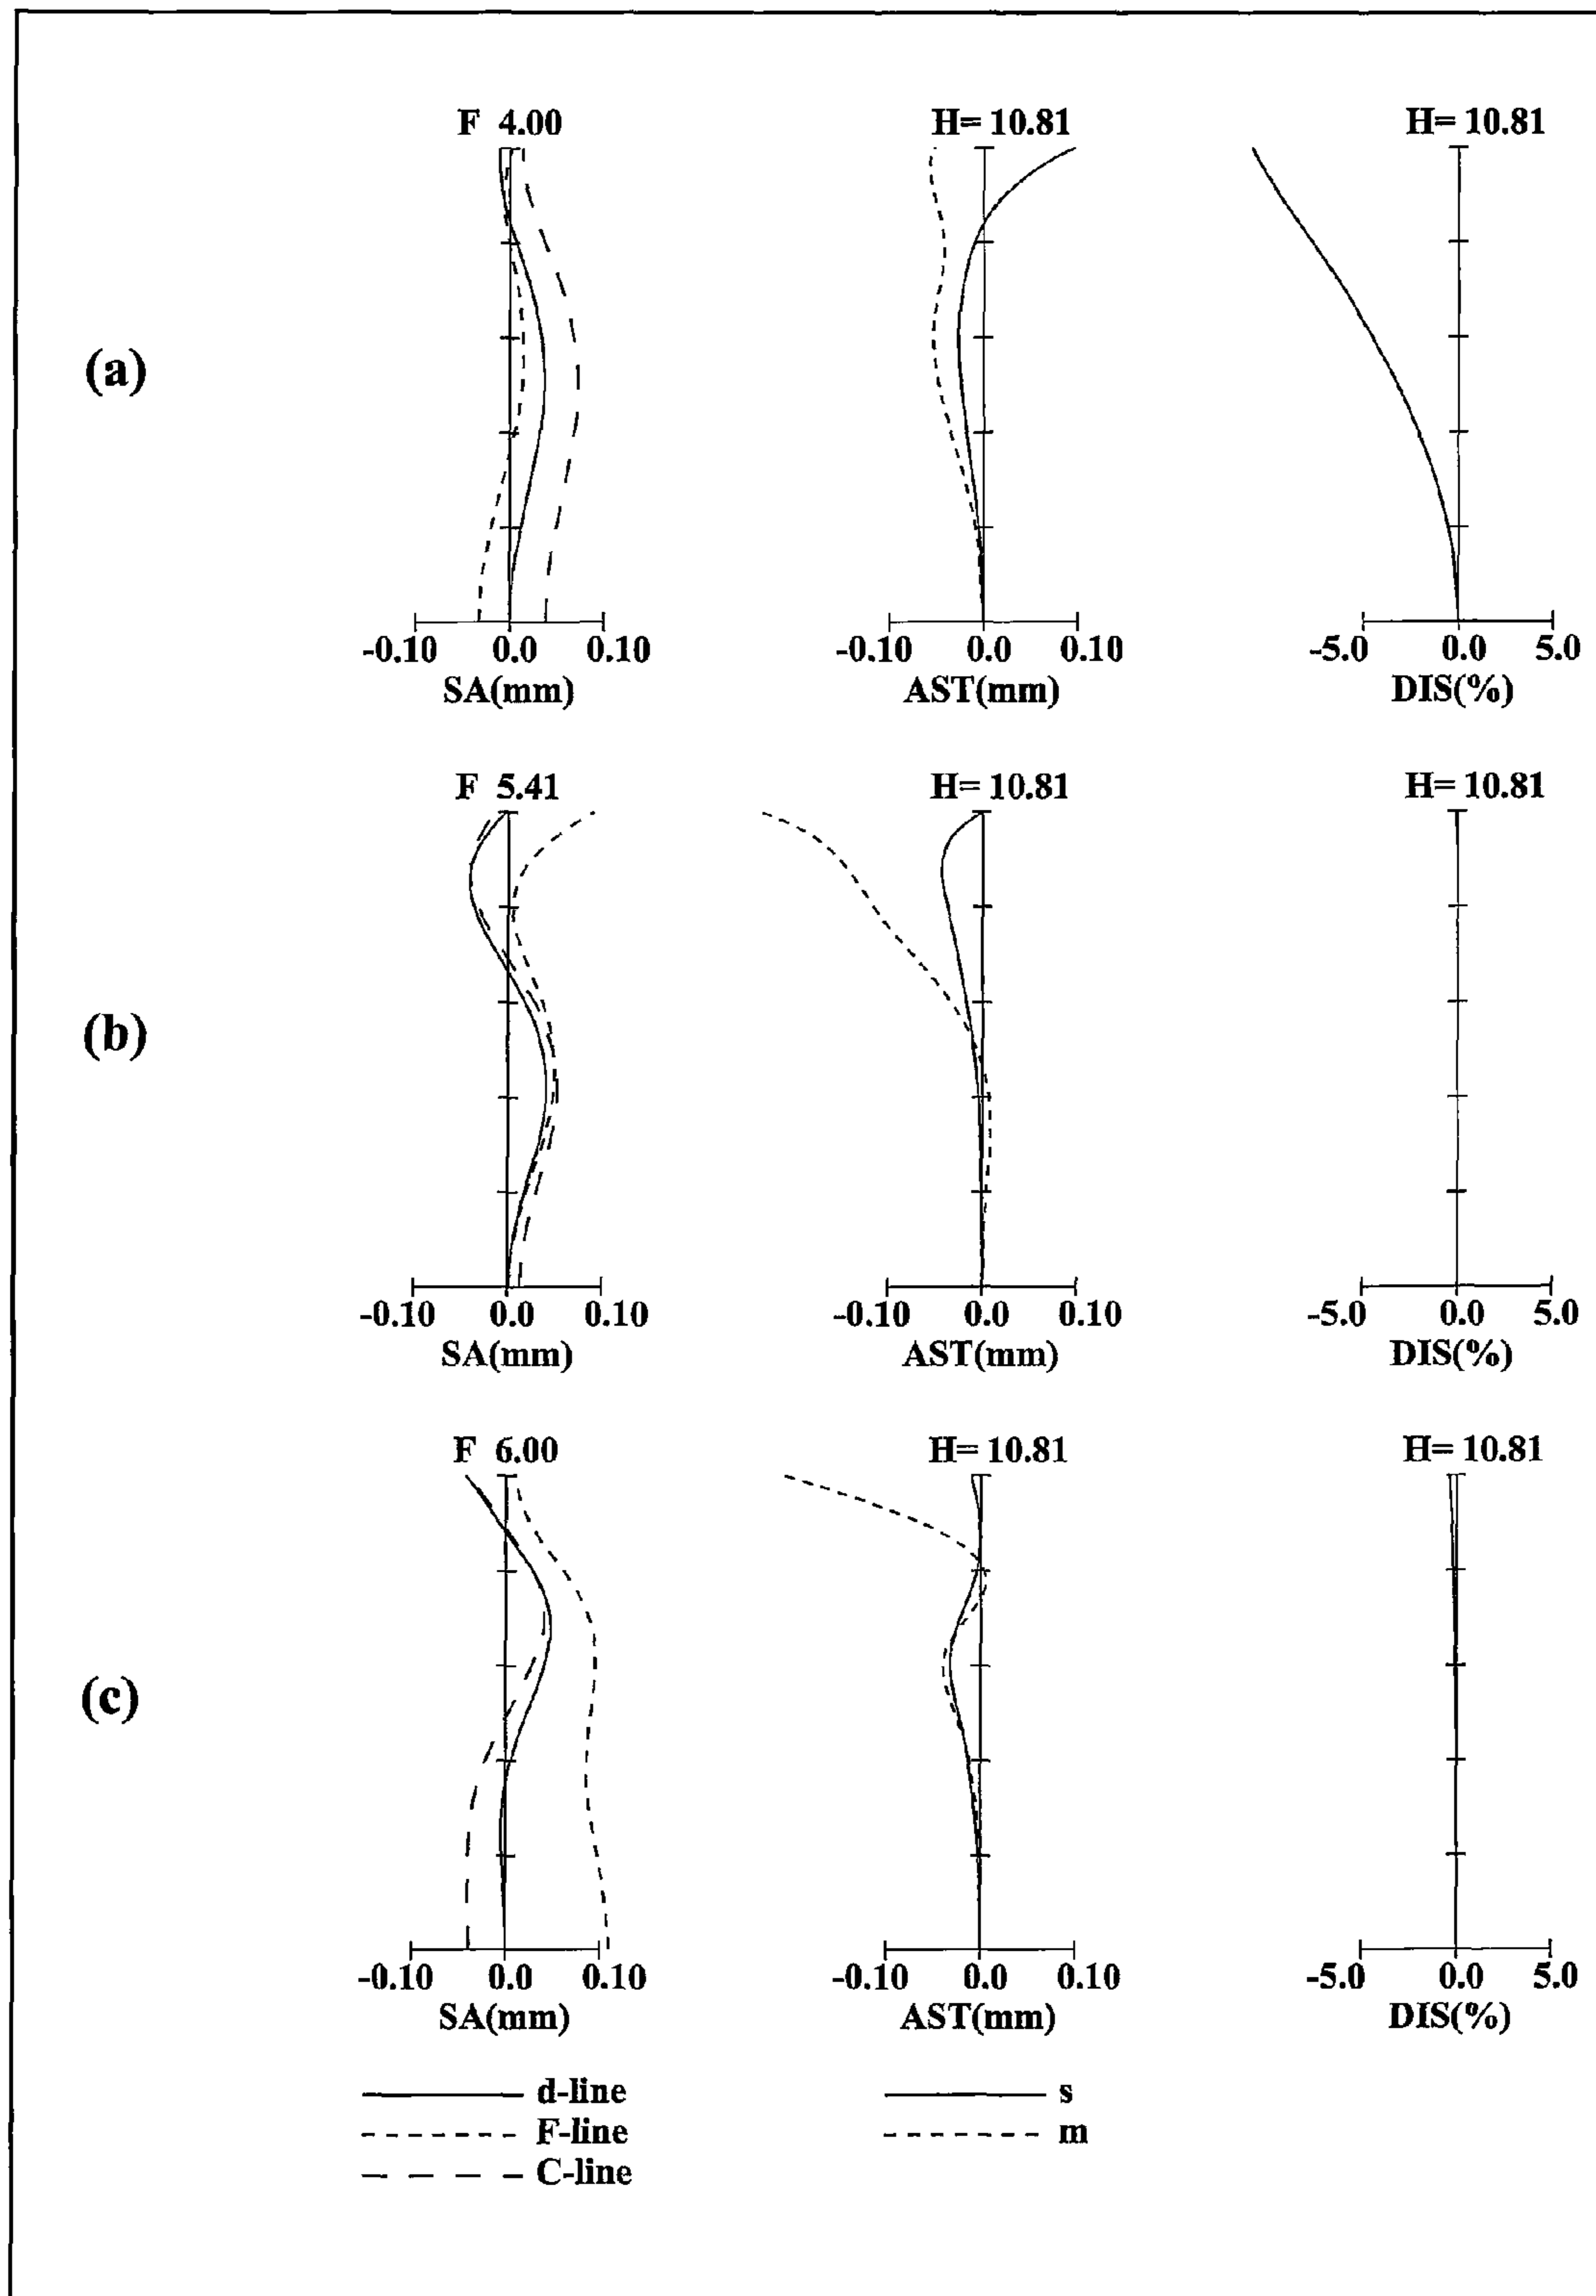 F 4.00 H= 10.81 H= 10.81
(a)
-0.10 0.0 0.10 -0.10 0.0 0.10 -5.0 0.0 5.0
SA(mm) AST(mm) DIS(%)
F 5.41 H= 10.81 H= 10.81
(b)
-0.10 0.0 0.10 -0.10 0.0 0.10 -5.0 0.0 5.0
SA(mm) AST(mm) DIS(%)
F 6.00 H= 10.81 H= 10.81
(c)
-0.10 0.0 0.10 -0.10 0.0 0.10 -5.0 0.0 5.0
SA(mm) AST(mm) DIS(%)
d-line s
F-line m
C-line